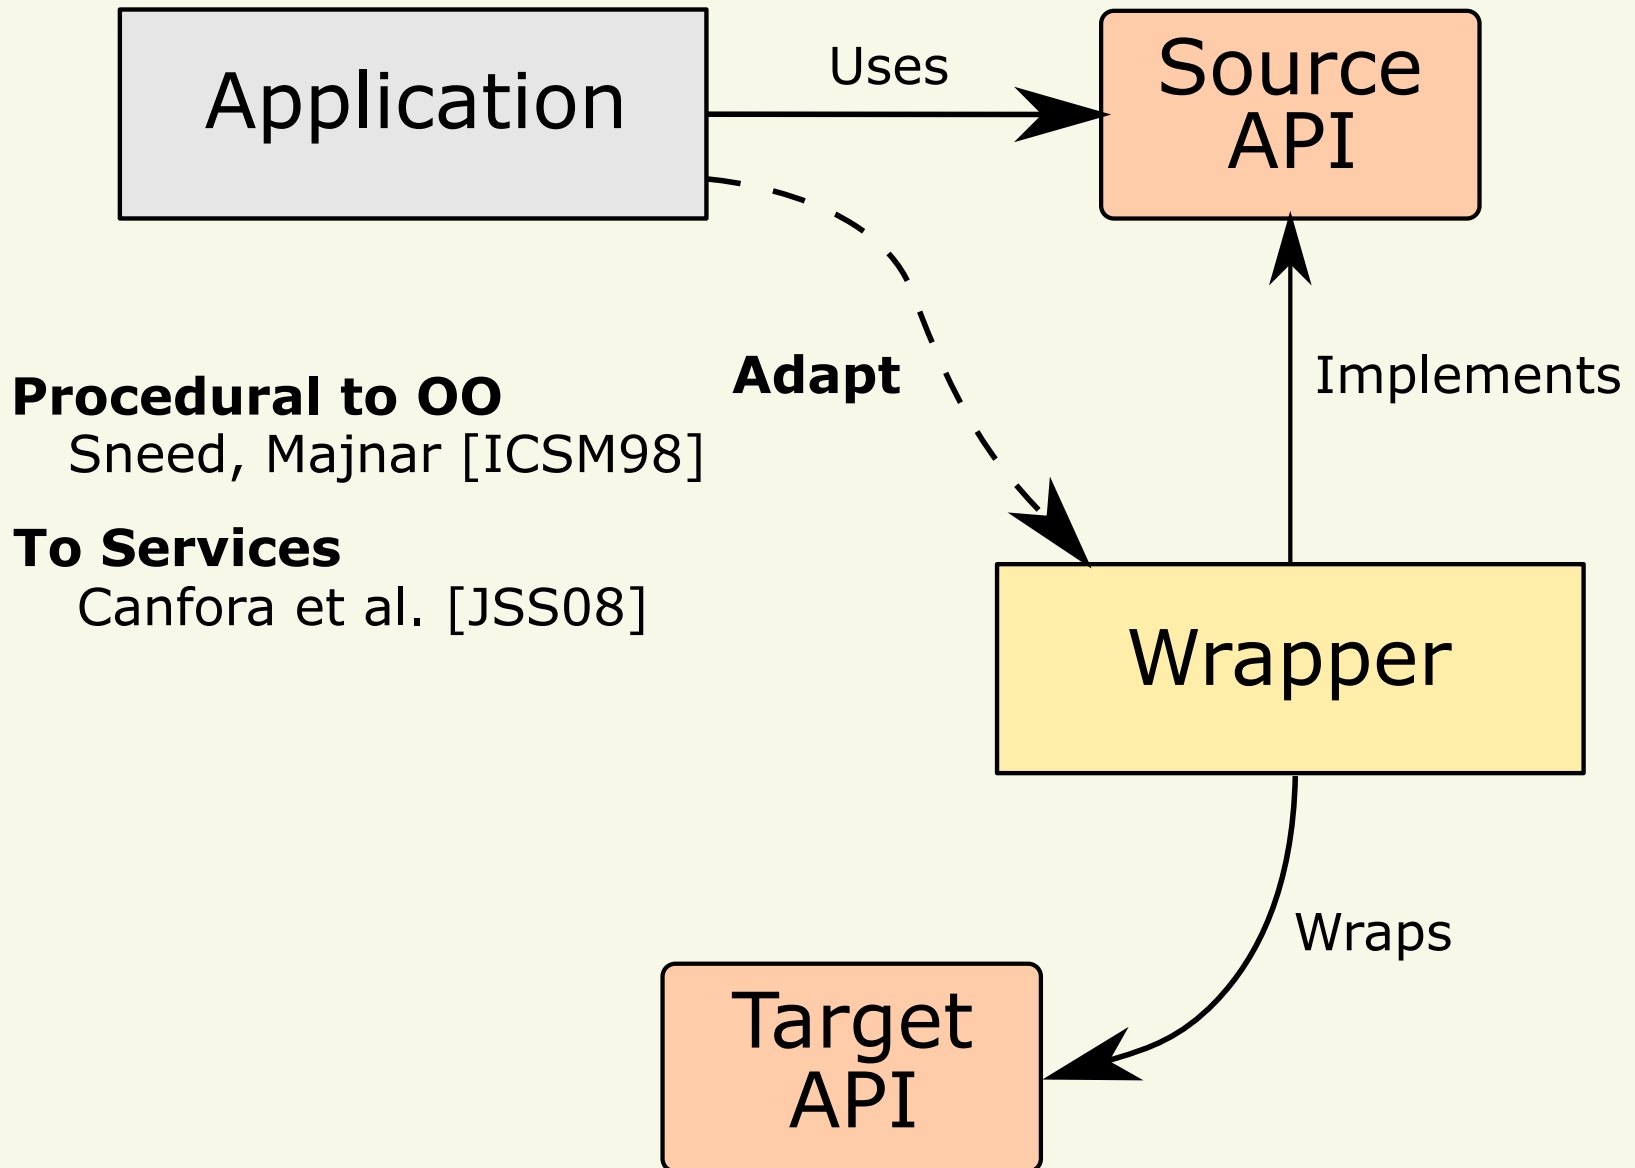 Application
Uses
Source
API
Procedural to OO
Sneed, Majnar [ICSM98]
To Services
Canfora et al. [JSS08]
Adapt
Implements
Wrapper
Wraps
Target
API